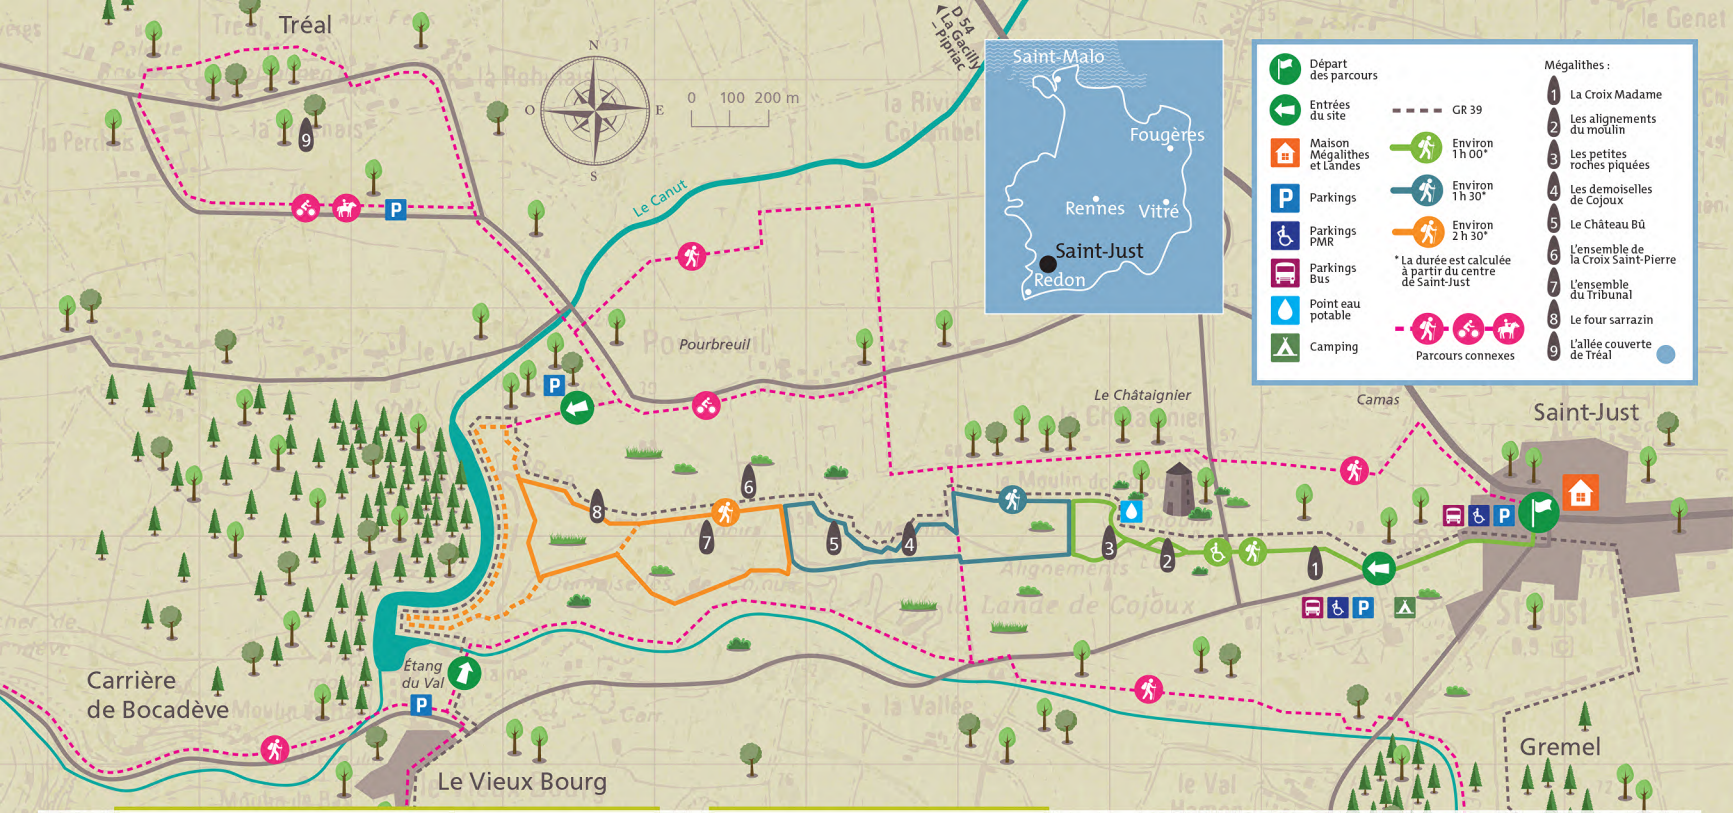 Tréal
D 54
La Gacilly
Pipriac
N
O
E
S
0 100 200 m
Le Canut
Saint-Malo
Fougères
Rennes
Vitré
Saint-Just
Redon
Départ
des parcours
Entrées
du site
Maison
Mégalithes
et Landes
Parkings
Parkings
PMR
Parkings
Bus
Point eau
potable
Camping
GR 39
Environ
1 h 00*
Environ
1 h 30*
Environ
2 h 30*
* La durée est calculée
à partir du centre
de Saint-Just
Parcours connexes
Mégalithes :
1 La Croix Madame
2 Les alignements
du moulin
3 Les petites
roches piquées
4 Les demoiselles
de Cojoux
5 Le Château Bû
6 L'ensemble de
la Croix Saint-Pierre
7 L'ensemble
du Tribunal
8 Le four sarrazin
9 L'allée couverte
de Tréal
9
P
Pourbreuil
P
Le Châtaignier
Camas
Saint-Just
6
8
7
5
4
3
2
1
P
P
Lande de Cojoux
Alignements
Étang
du Val
P
Carrière
de Bocadève
Le Vieux Bourg
la Vallée
Gremel